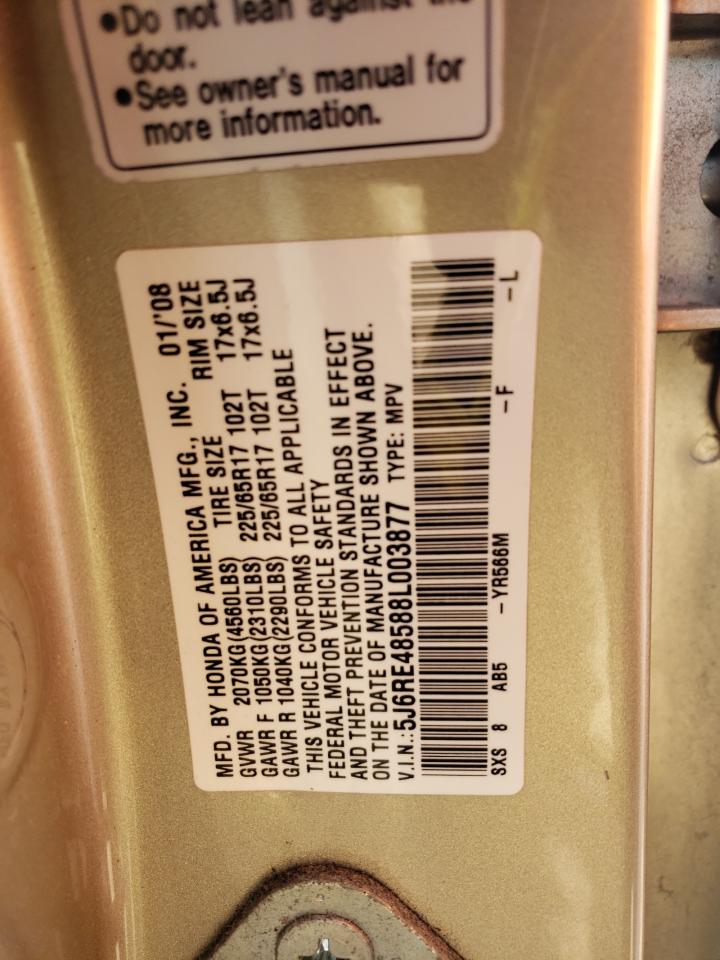 ●Do not lean against the
door.
●See owner's manual for
more information.
MFD. BY HONDA OF AMERICA MFG., INC. 01/'08
GVWR 2070KG(4560LBS) TIRE SIZE RIM SIZE
GAWR F 1050KG(2310LBS) 225/65R17 102T 17x6.5J
GAWR R 1040KG(2290LBS) 225/65R17 102T 17x6.5J
THIS VEHICLE CONFORMS TO ALL APPLICABLE
FEDERAL MOTOR VEHICLE SAFETY
AND THEFT PREVENTION STANDARDS IN EFFECT
ON THE DATE OF MANUFACTURE SHOWN ABOVE.
V.I.N.: 5J6RE48588L003877 TYPE: MPV
SXS 8 AB5 –YR566M –F –L